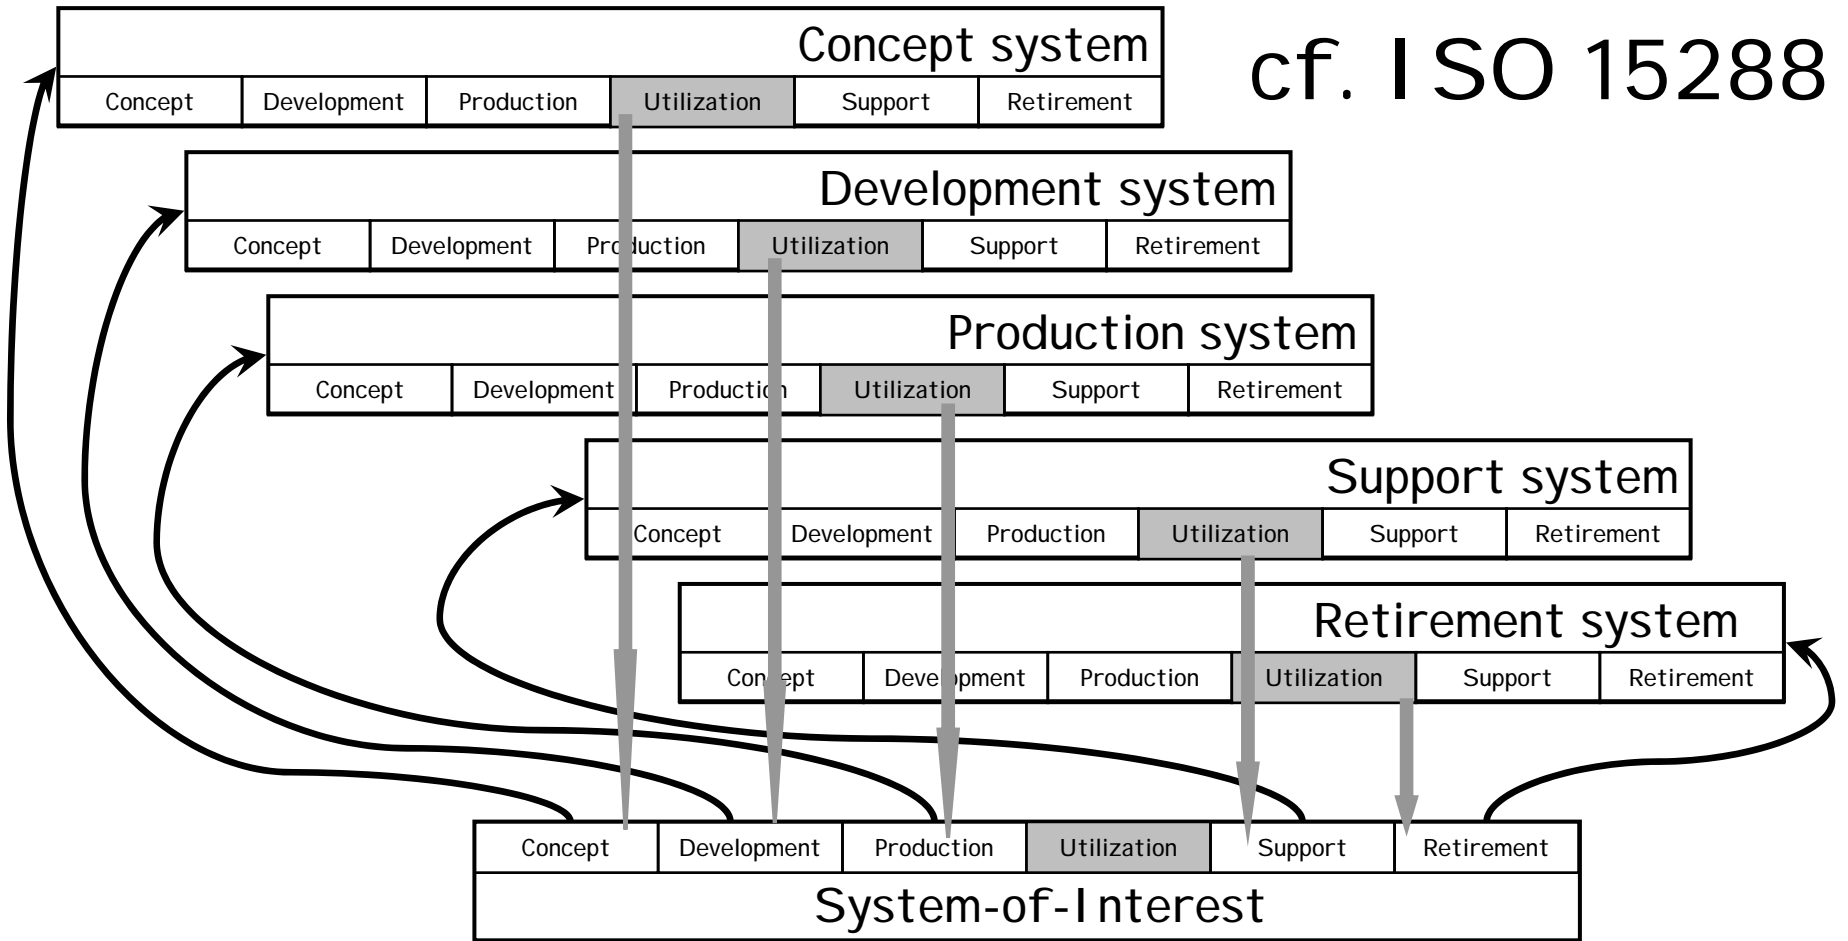 Concept system
cf. ISO 15288
Concept Development Production Utilization Support Retirement
Development system
Concept Development Production Utilization Support Retirement
Production system
Concept Development Production Utilization Support Retirement
Support system
Concept Development Production Utilization Support Retirement
Retirement system
Concept Development Production Utilization Support Retirement
Concept Development Production Utilization Support Retirement
System-of-Interest